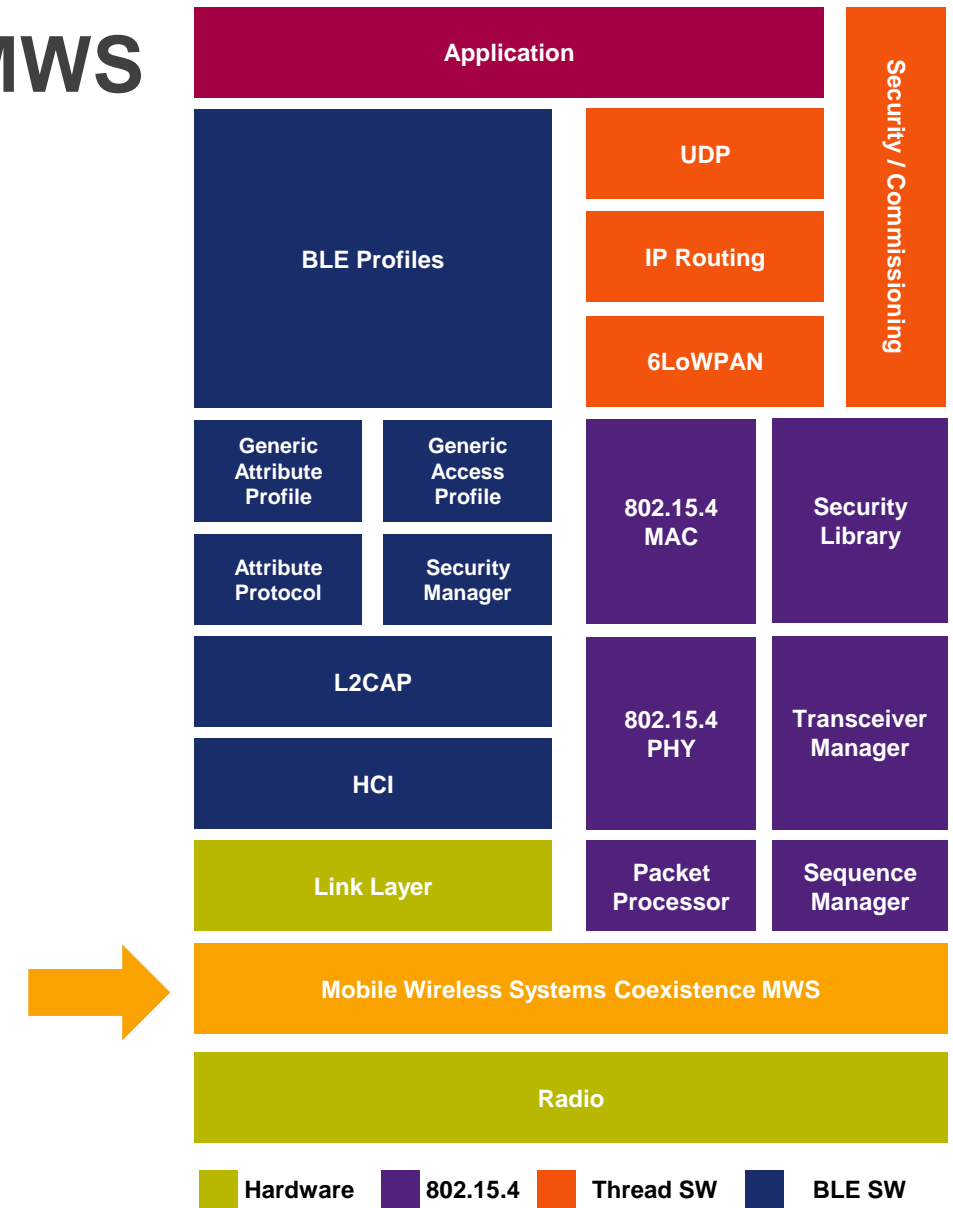 MWS
Application
Security / Commissioning
UDP
BLE Profiles
IP Routing
6LoWPAN
Generic
Attribute
Profile
Generic
Access
Profile
802.15.4
MAC
Security
Library
Attribute
Protocol
Security
Manager
L2CAP
802.15.4
PHY
Transceiver
Manager
HCI
Link Layer
Packet
Processor
Sequence
Manager
Mobile Wireless Systems Coexistence MWS
Radio
Hardware
802.15.4
Thread SW
BLE SW